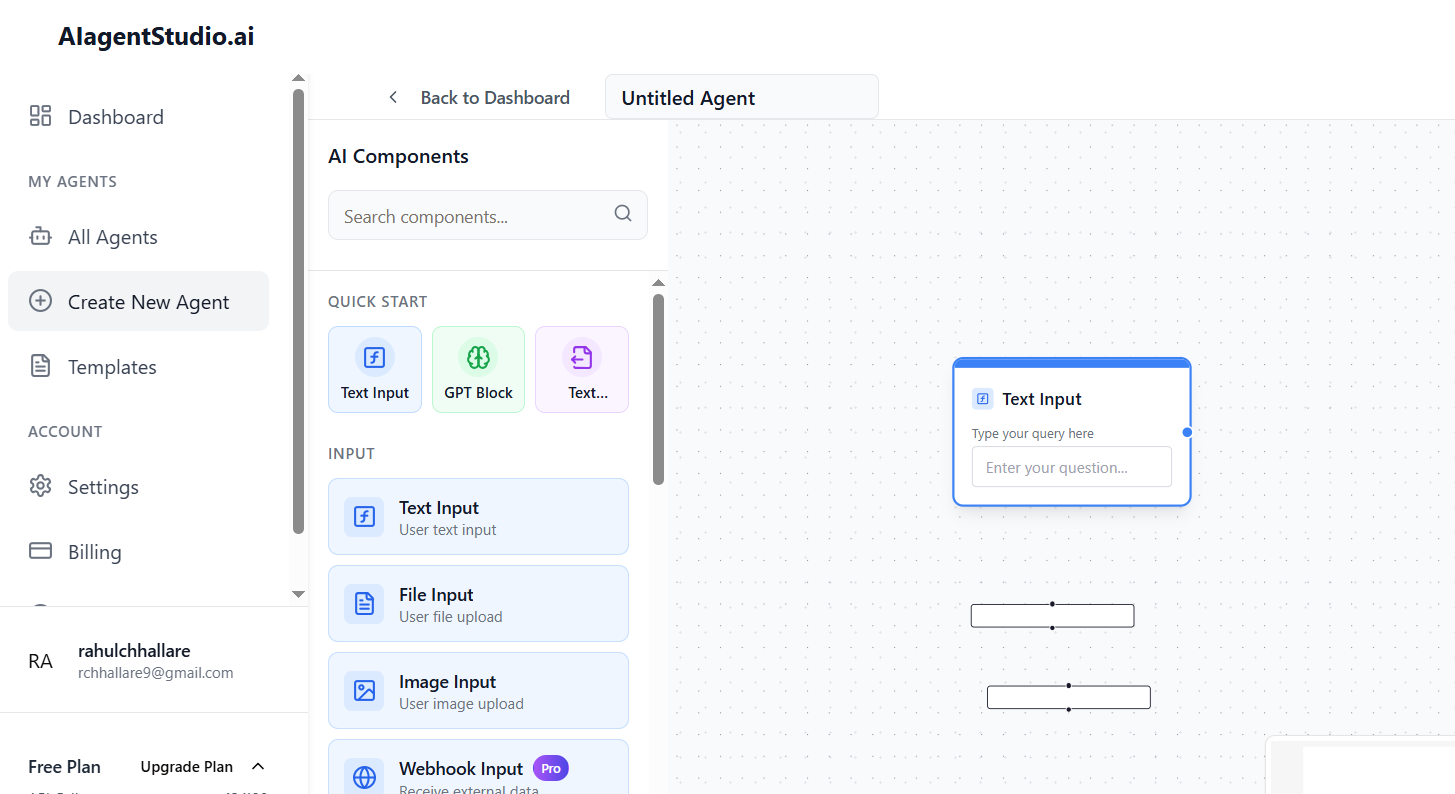 AIagentStudio.ai
Dashboard
MY AGENTS
All Agents
Create New Agent
Templates
ACCOUNT
Settings
Billing
RA
rahulchhallare
rchhallare9@gmail.com
Free Plan
Upgrade Plan
Back to Dashboard
Untitled Agent
AI Components
Search components...
QUICK START
Text Input
GPT Block
Text...
INPUT
Text Input
User text input
File Input
User file upload
Image Input
User image upload
Webhook Input
Pro
Receive external data
Text Input
Type your query here
Enter your question...